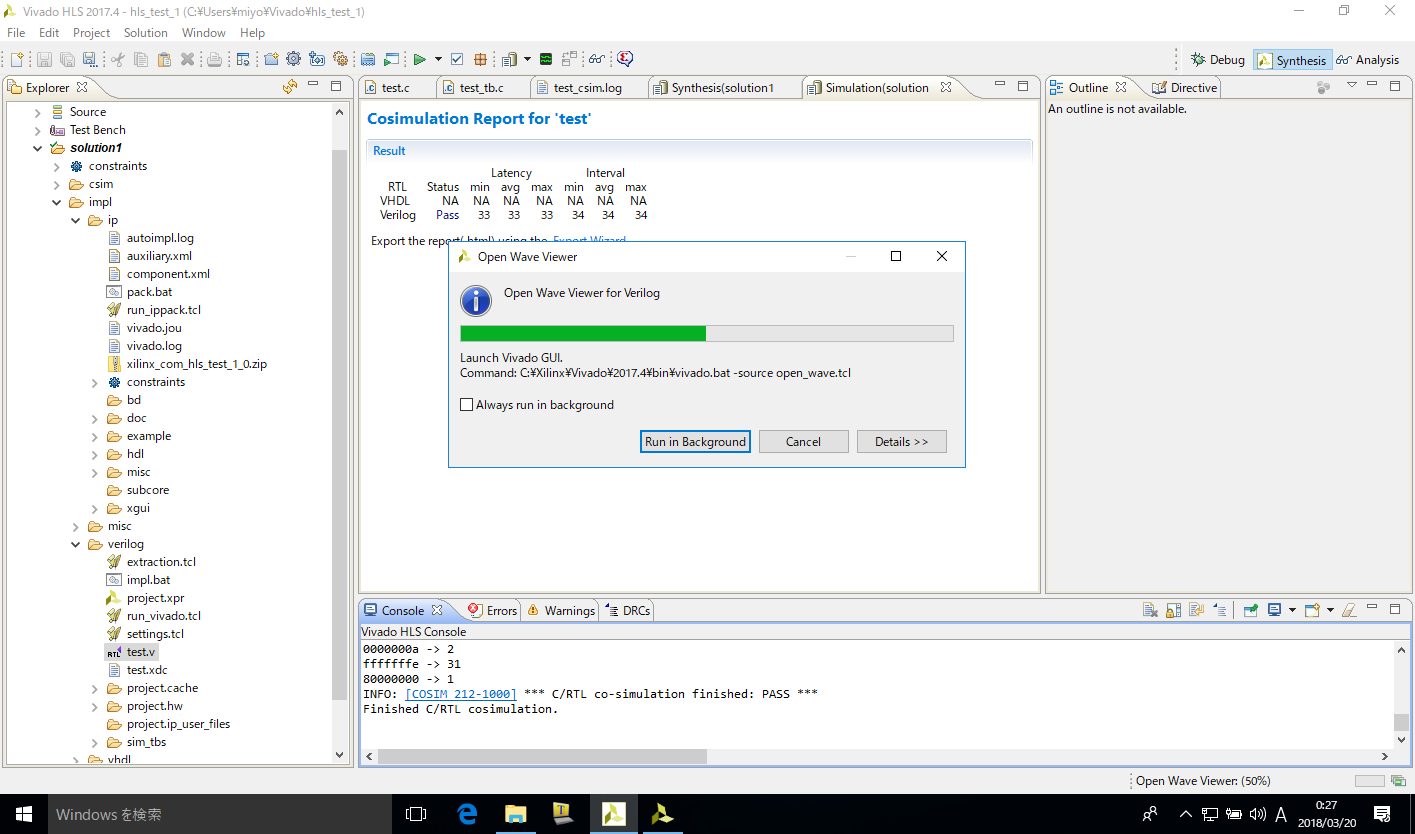 Vivado HLS 2017.4 - hls_test_1 (C:¥Users¥miyo¥Vivado¥hls_test_1)
File Edit Project Solution Window Help
Debug Synthesis Analysis
Explorer
Source
Test Bench
solution1
constraints
csim
impl
ip
autoimpl.log
auxiliary.xml
component.xml
pack.bat
run_ippack.tcl
vivado.jou
vivado.log
xilinx_com_hls_test_1_0.zip
constraints
bd
doc
example
hdl
misc
subcore
xgui
misc
verilog
extraction.tcl
impl.bat
project.xpr
run_vivado.tcl
settings.tcl
RTL test.v
test.xdc
project.cache
project.hw
project.ip_user_files
sim_tbs
vhdl
test.c test_tb.c test_csim.log Synthesis(solution1 Simulation(solution
Cosimulation Report for 'test'
Result
Latency Interval
RTL Status min avg max min avg max
VHDL NA NA NA NA NA NA NA
Verilog Pass 33 33 33 34 34 34
Export the report(.html) using the Export Wizard
Open Wave Viewer
Open Wave Viewer for Verilog
Launch Vivado GUI.
Command: C:¥Xilinx¥Vivado¥2017.4¥bin¥vivado.bat -source open_wave.tcl
Always run in background
Run in Background Cancel Details >>
Outline Directive
An outline is not available.
Console Errors Warnings DRCs
Vivado HLS Console
0000000a -> 2
fffffffe -> 31
80000000 -> 1
INFO: [COSIM 212-1000] *** C/RTL co-simulation finished: PASS ***
Finished C/RTL cosimulation.
Open Wave Viewer: (50%)
Windows を検索
A
0:27
2018/03/20